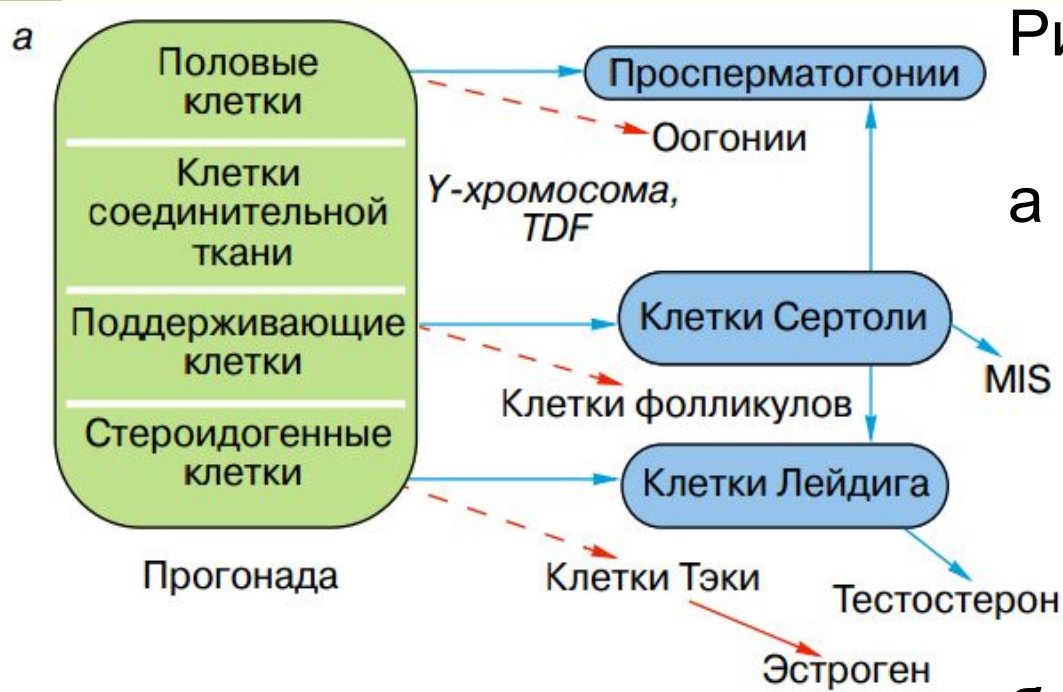 а
Половые
клетки
Клетки
соединительной
ткани
Поддерживающие
клетки
Стероидогенные
клетки
Прогонада
Просперматогонии
Оогонии
Y-хромосома,
TDF
Клетки Сертоли
MIS
Клетки фолликулов
Клетки Лейдига
Клетки Тэки
Тестостерон
Эстроген
Ри
а